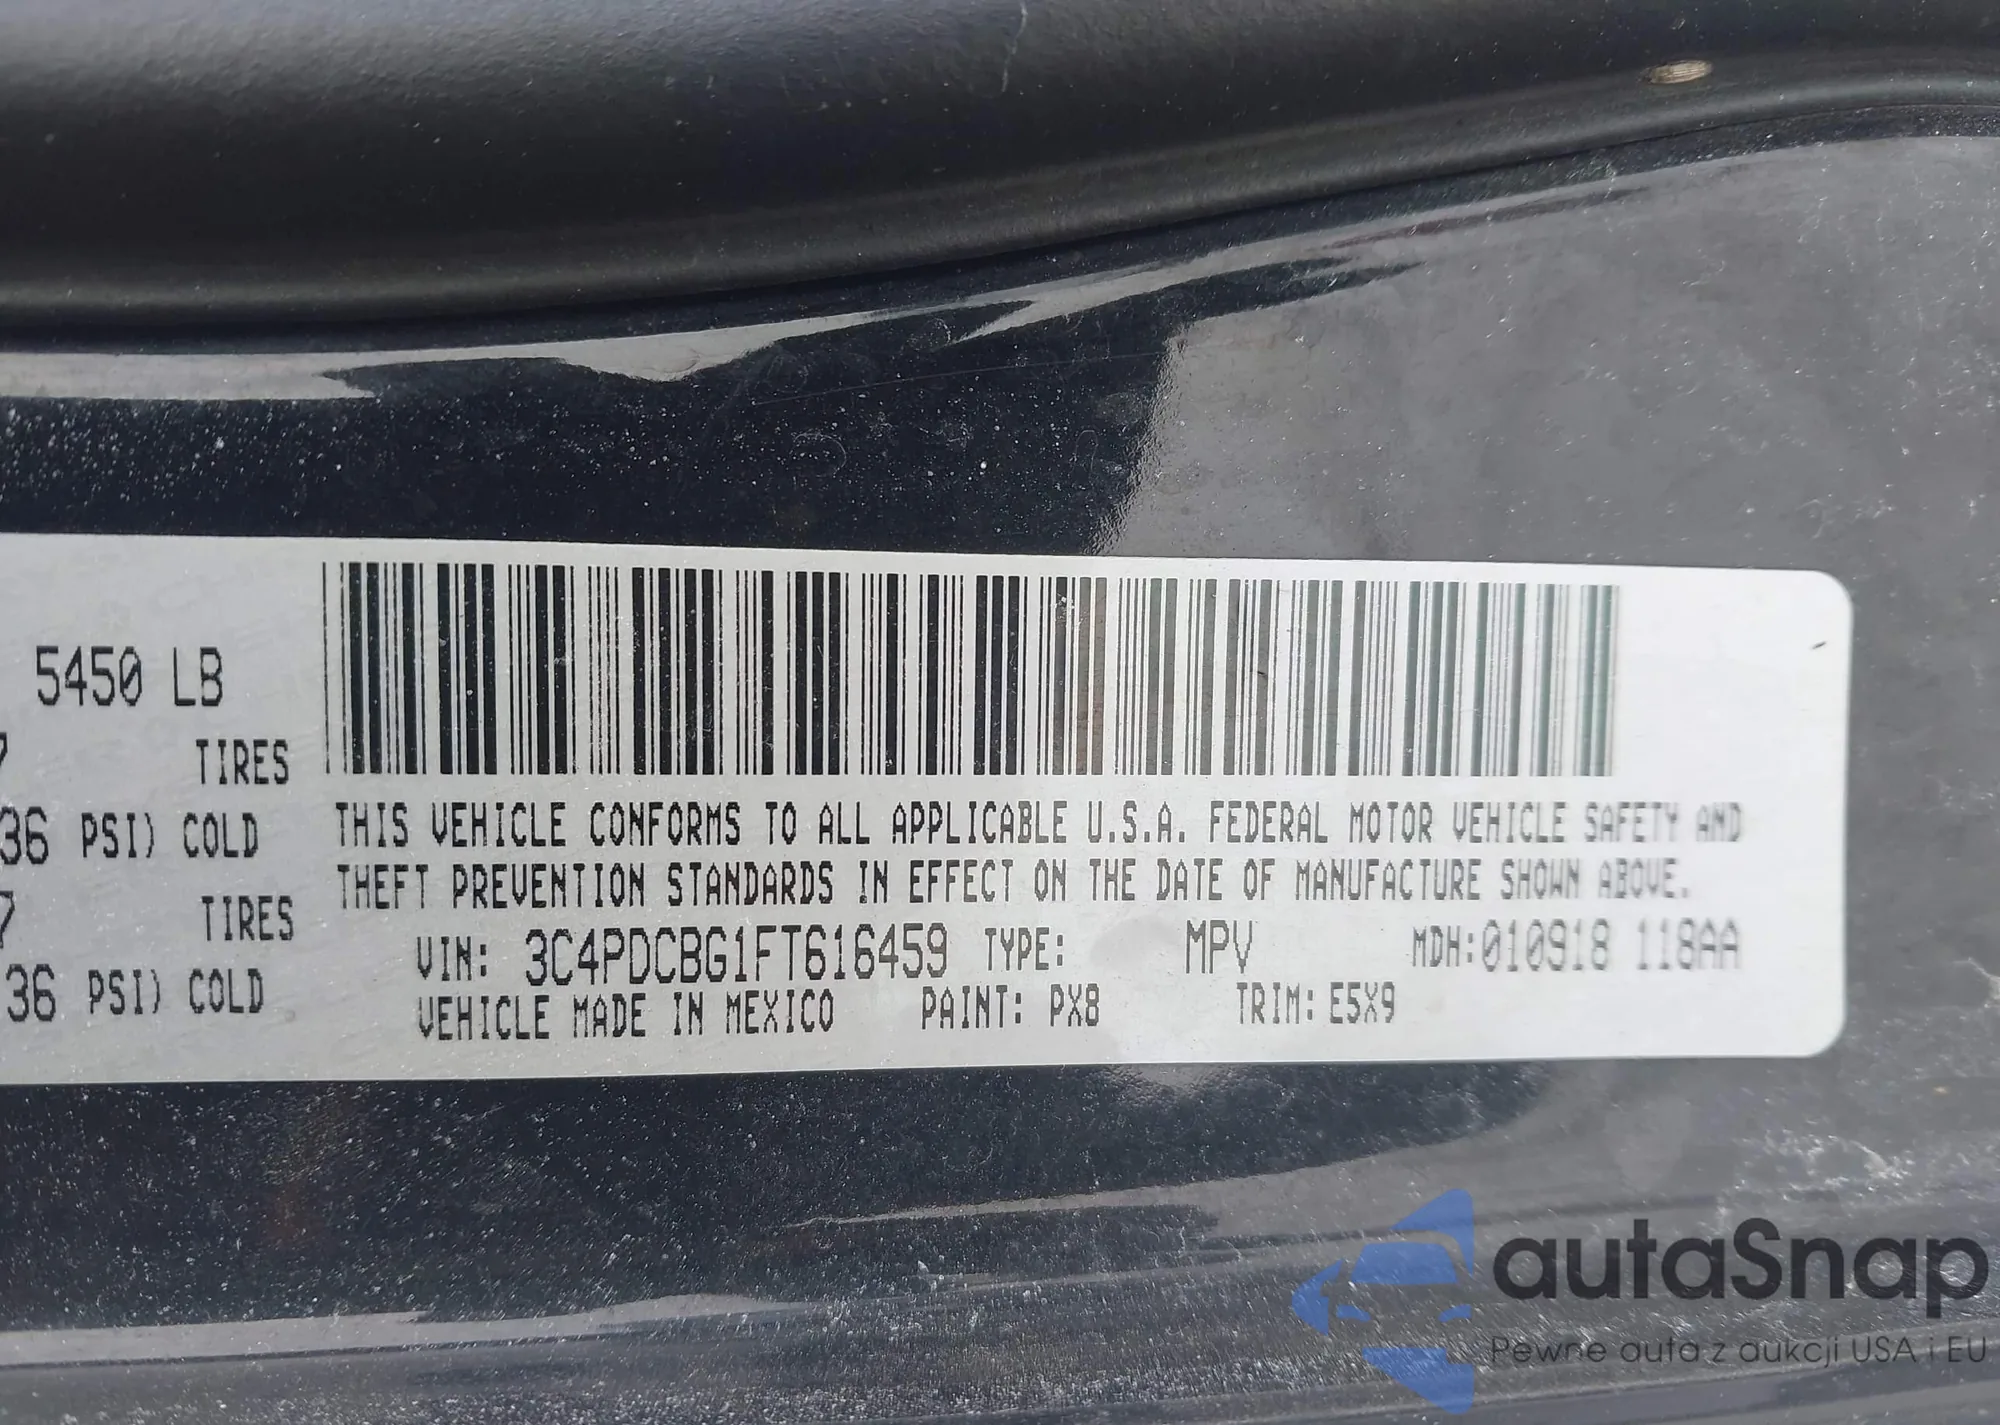 5450 LB
7 TIRES
36 PSI) COLD
7 TIRES
36 PSI) COLD
THIS VEHICLE CONFORMS TO ALL APPLICABLE U.S.A. FEDERAL MOTOR VEHICLE SAFETY AND
THEFT PREVENTION STANDARDS IN EFFECT ON THE DATE OF MANUFACTURE SHOWN ABOVE.
VIN: 3C4PDCBG1FT616459 TYPE: MPV MDH:010918 118AA
VEHICLE MADE IN MEXICO PAINT: PX8 TRIM: E5X9
autaSnap
Pewne auta z aukcji USA i EU